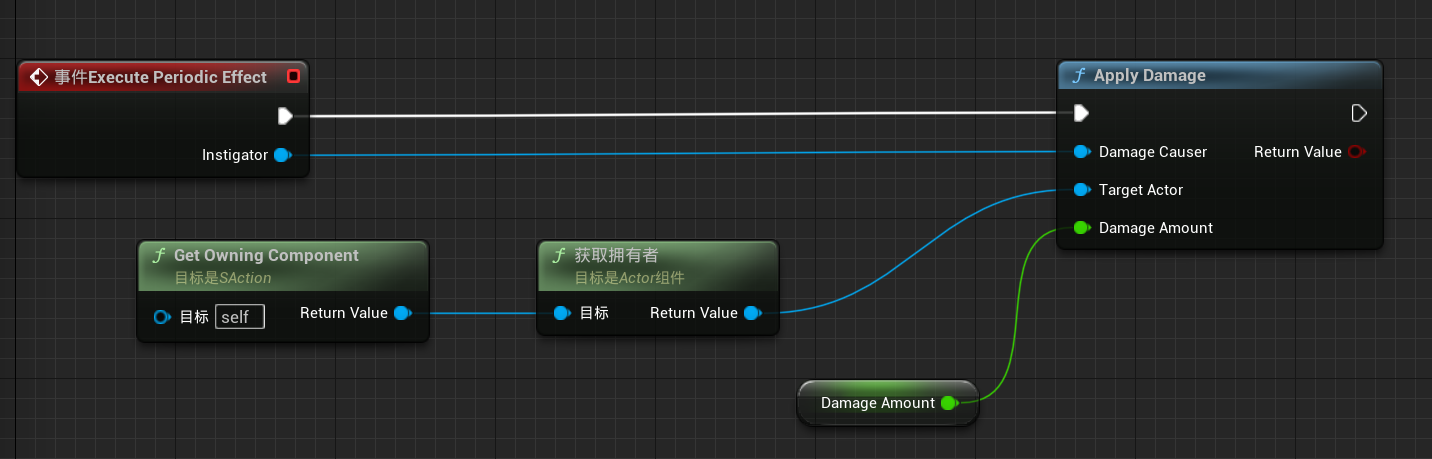 事件Execute Periodic Effect
Instigator
f Apply Damage
Damage Causer
Return Value
Target Actor
Damage Amount
f Get Owning Component
目标是SAction
目标 self
Return Value
f 获取拥有者
目标是Actor组件
目标
Return Value
Damage Amount